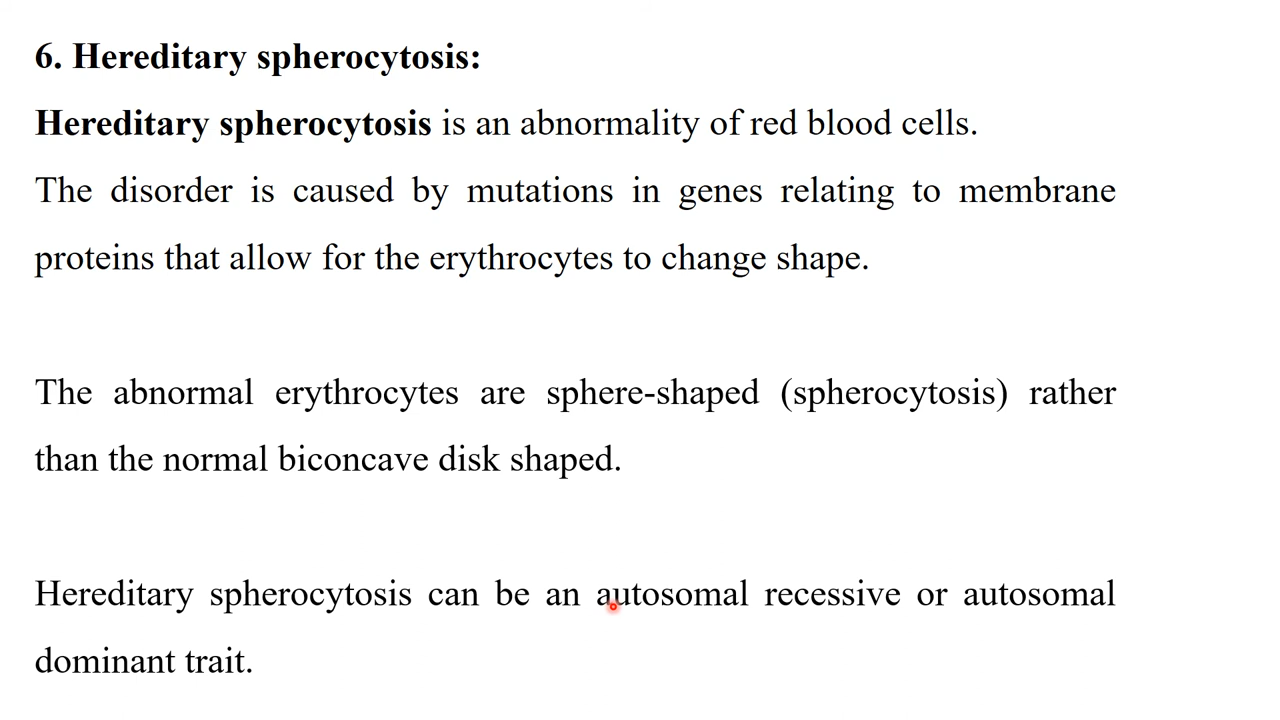 6. Hereditary spherocytosis:
Hereditary spherocytosis is an abnormality of red blood cells.
The disorder is caused by mutations in genes relating to membrane
proteins that allow for the erythrocytes to change shape.
The abnormal erythrocytes are sphere-shaped (spherocytosis) rather
than the normal biconcave disk shaped.
Hereditary spherocytosis can be an autosomal recessive or autosomal
dominant trait.